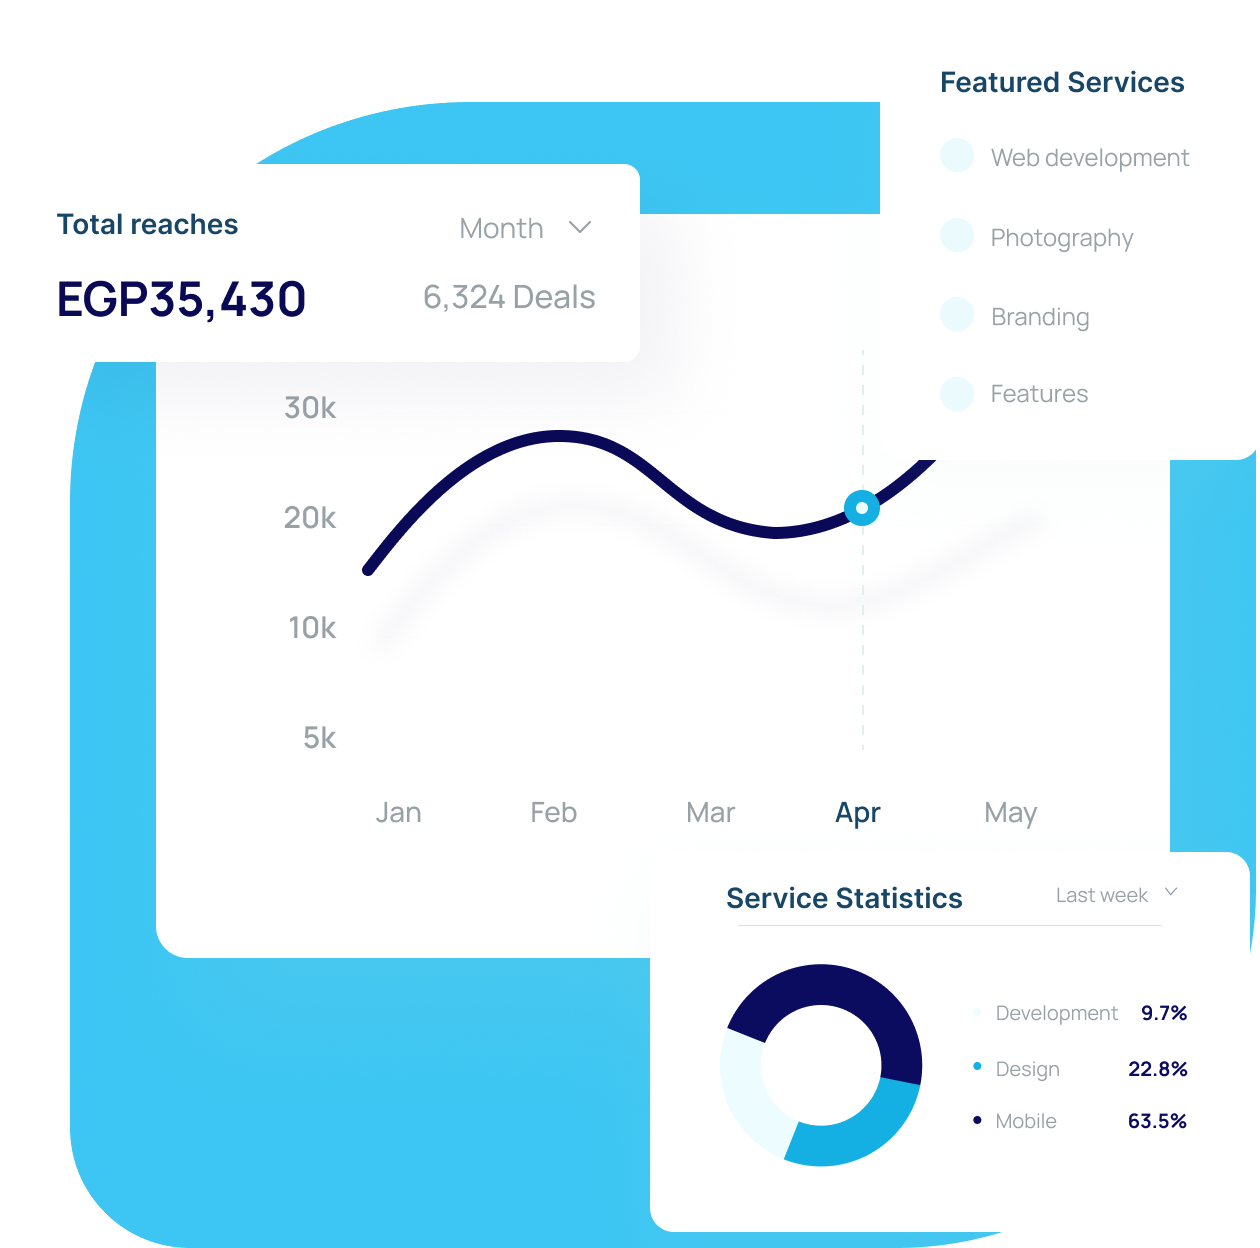 Featured Services
Web development
Photography
Branding
Features
Total reaches
Month
EGP35,430
6,324 Deals
30k
20k
10k
5k
Jan Feb Mar Apr May
Service Statistics
Last week
Development 9.7%
Design 22.8%
Mobile 63.5%